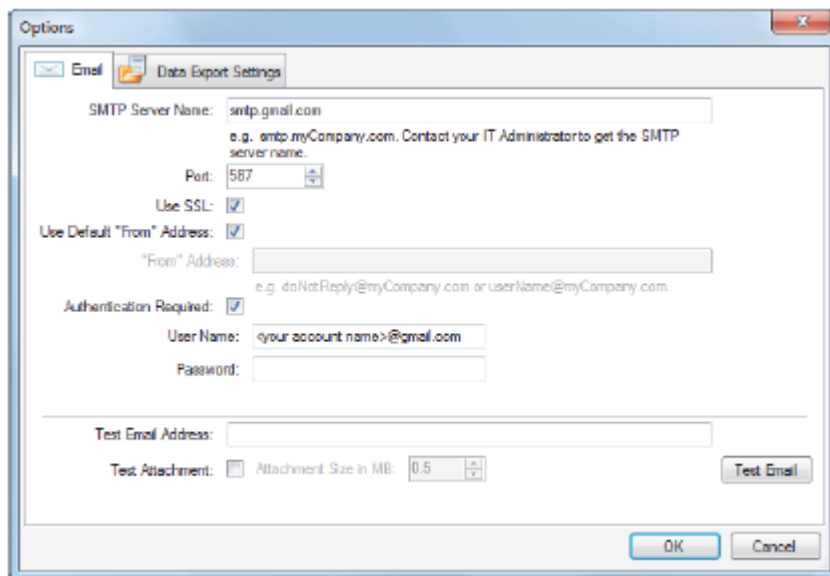 Options
Email
Data Export Settings
SMTP Server Name: smtp.gmail.com
e.g. smtp.myCompany.com. Contact your IT Administrator to get the SMTP
server name.
Port: 587
Use SSL:
Use Default "From" Address:
"From" Address:
e.g. doNotReply@myCompany.com or userName@myCompany.com.
Authentication Required:
User Name: <your account name>@gmail.com
Password:
Test Email Address:
Test Attachment: Attachment Size in MB: 0.5 Test Email
OK Cancel